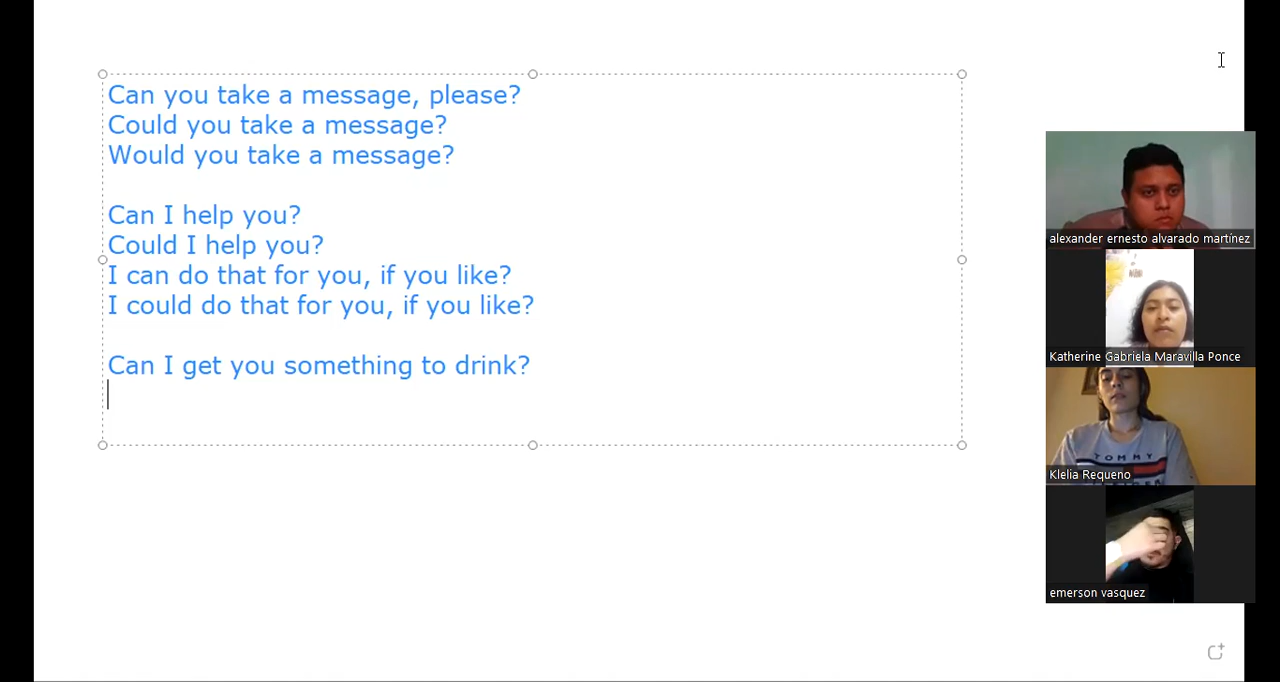 Can you take a message, please?
Could you take a message?
Would you take a message?
Can I help you?
Could I help you?
I can do that for you, if you like?
I could do that for you, if you like?
Can I get you something to drink?
alexander ernesto alvarado martínez
Katherine Gabriela Maravilla Ponce
TOMMY
Klelia Requeno
emerson vasquez